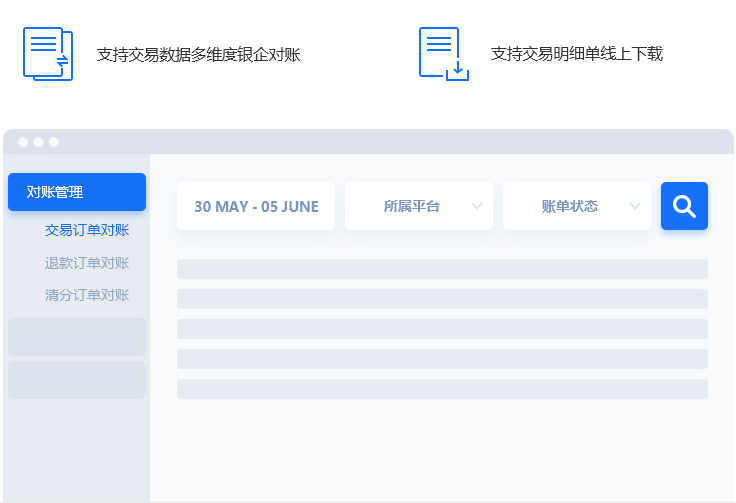 支持交易数据多维度银企对账
支持交易明细单线上下载
对账管理
交易订单对账
退款订单对账
清分订单对账
30 MAY - 05 JUNE
所属平台
账单状态